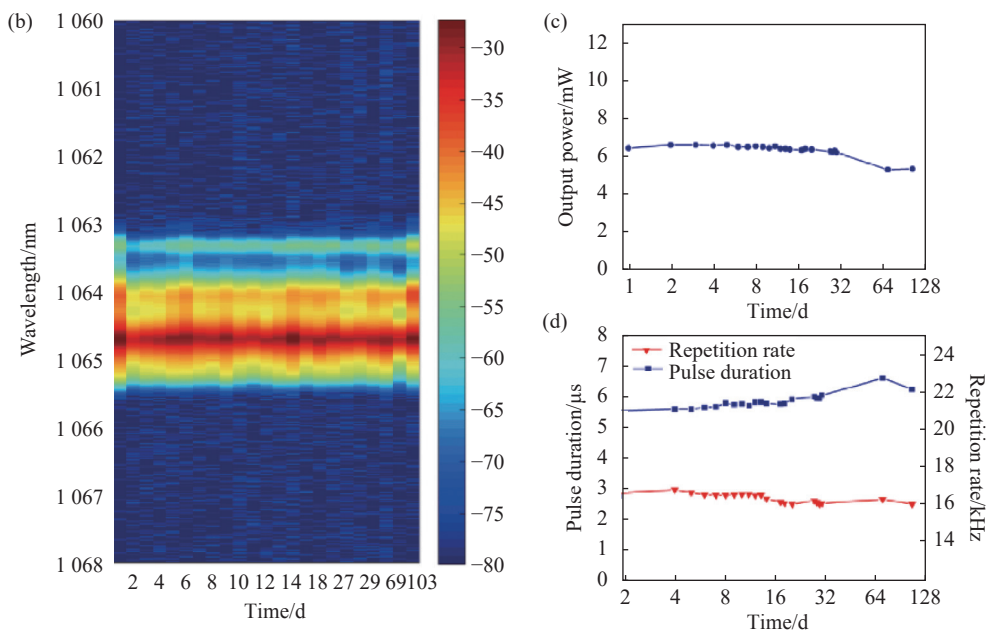 (b)
1 060
1 061
1 062
1 063
1 064
1 065
1 066
1 067
1 068
Wavelength/nm
2 4 6 8 10 12 14 18 27 29 69 103
Time/d
−30
−35
−40
−45
−50
−55
−60
−65
−70
−75
−80
(c)
12
10
8
6
4
2
0
Output power/mW
1 2 4 8 16 32 64 128
Time/d
(d)
8
7
6
5
4
3
2
1
0
Pulse duration/μs
Repetition rate
Pulse duration
24
22
20
18
16
14
Repetition rate/kHz
2 4 8 16 32 64 128
Time/d